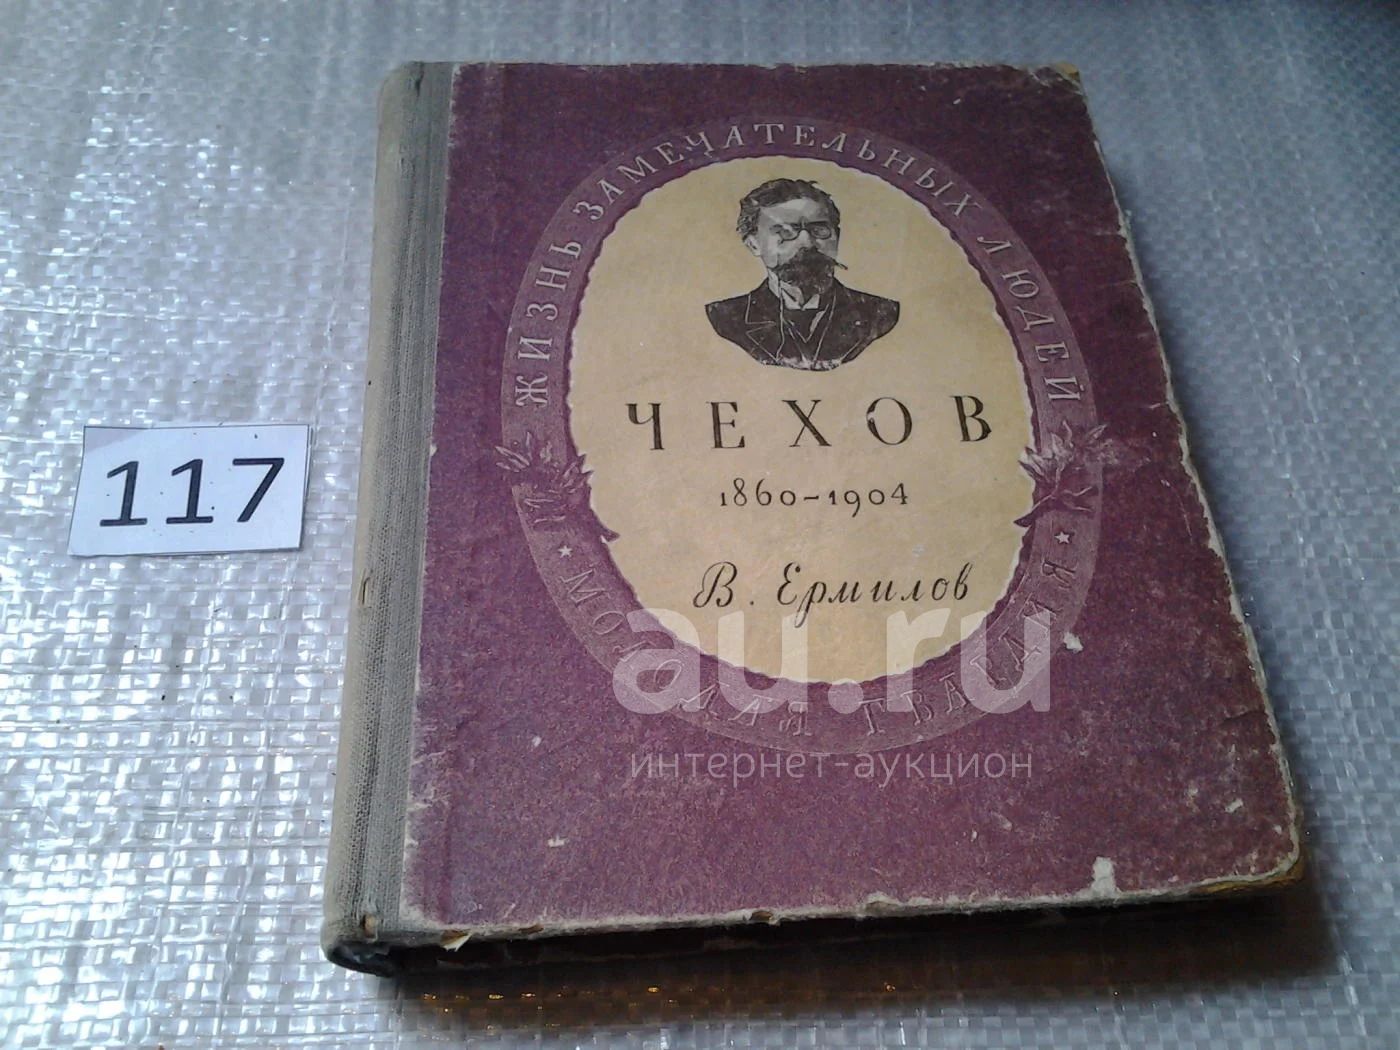 ЖИЗНЬ ЗАМЕЧАТЕЛЬНЫХ ЛЮДЕЙ
ЧЕХОВ
1860-1904
В. Ермилов
МОЛОДАЯ ГВАРДИЯ
117
au.ru
интернет-аукцион